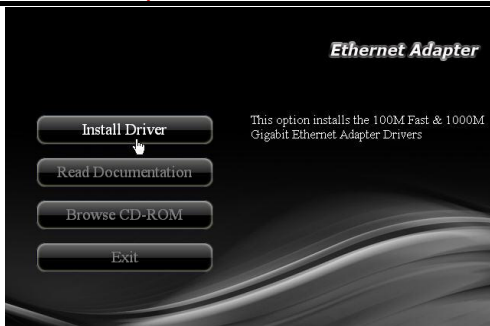 Ethernet Adapter
Install Driver
This option installs the 100M Fast & 1000M
Gigabit Ethernet Adapter Drivers
Read Documentation
Browse CD-ROM
Exit